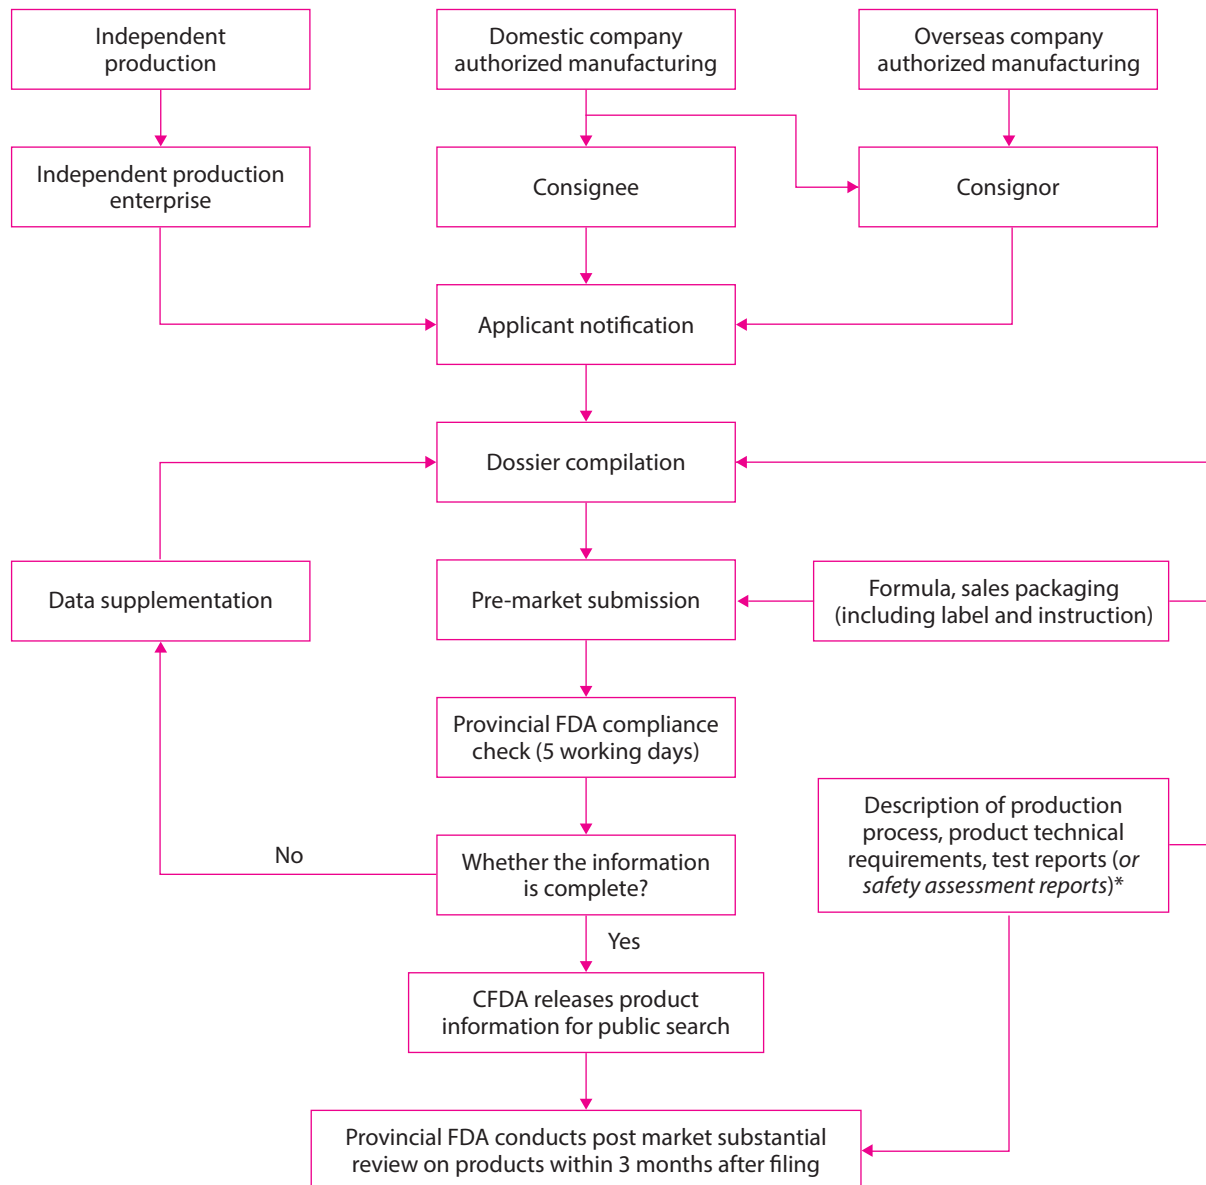 Independent
production
Domestic company
authorized manufacturing
Overseas company
authorized manufacturing
Independent production
enterprise
Consignee
Consignor
Applicant notification
Dossier compilation
Data supplementation
Pre-market submission
Formula, sales packaging
(including label and instruction)
Provincial FDA compliance
check (5 working days)
Description of production
process, product technical
requirements, test reports (or
safety assessment reports)*
No
Whether the information
is complete?
Yes
CFDA releases product
information for public search
Provincial FDA conducts post market substantial
review on products within 3 months after filing